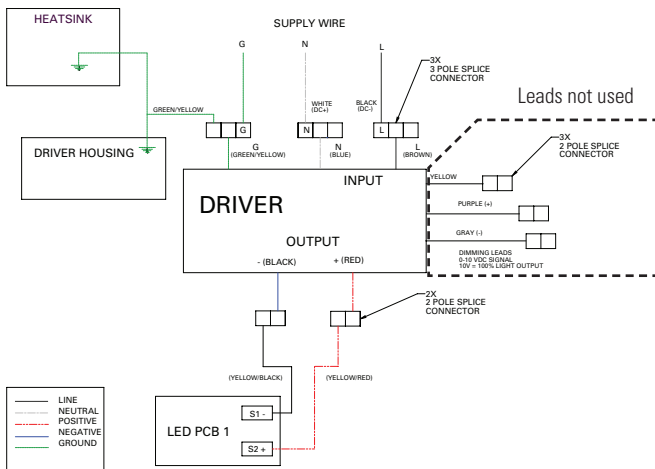 HEATSINK
SUPPLY WIRE
G
N
L
3X
3 POLE SPLICE
CONNECTOR
WHITE
(DC+)
BLACK
(DC-)
Leads not used
GREEN/YELLOW
G
N
L
3X
2 POLE SPLICE
CONNECTOR
DRIVER HOUSING
G
(GREEN/YELLOW)
N
(BLUE)
L
(BROWN)
INPUT
YELLOW
DRIVER
PURPLE (+)
OUTPUT
GRAY (-)
- (BLACK)
+ (RED)
DIMMING LEADS
0-10 VDC SIGNAL
10V = 100% LIGHT OUTPUT
2X
2 POLE SPLICE
CONNECTOR
(YELLOW/BLACK)
(YELLOW/RED)
LINE
NEUTRAL
POSITIVE
NEGATIVE
GROUND
LED PCB 1
S1 -
S2 +